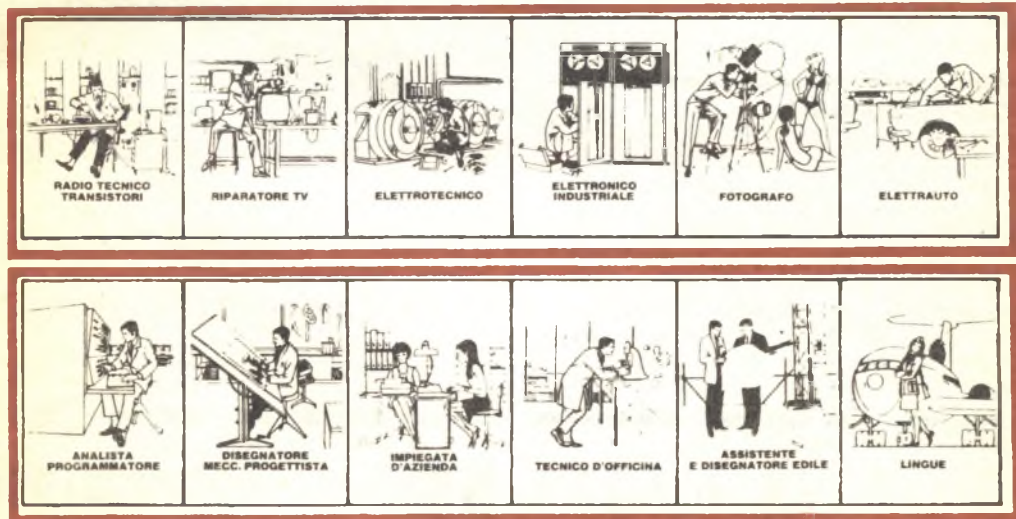 RADIO TECNICO
TRANSISTORI
RIPARATORE TV
ELETTROTECNICO
ELETTRONICO
INDUSTRIALE
FOTOGRAFO
ELETTRAUTO
ANALISTA
PROGRAMMATORE
DISEGNATORE
MECC. PROGETTISTA
IMPIEGATA
D'AZIENDA
TECNICO D'OFFICINA
ASSISTENTE
E DISEGNATORE EDILE
LINGUE